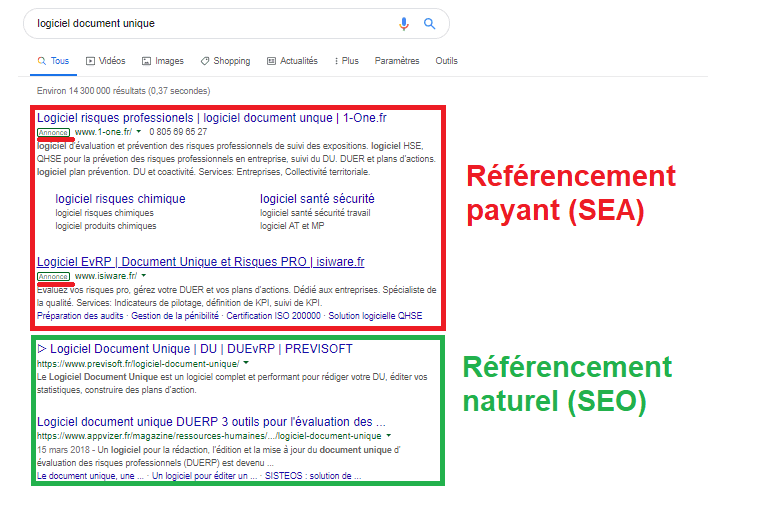 logiciel document unique
Tous Vidéos Images Shopping Actualités Plus Paramètres Outils
Environ 14 300 000 résultats (0,37 secondes)
Logiciel risques professionels | logiciel document unque | 1-One.fr
Annonce www.1-one.fr/ 0 805 69 65 27
logiciel d'évaluation et prévention des risques professionnels de suivi des expositions. logiciel HSE,
QHSE pour la prévetion des risques professionnels en entreprise, suivi du DU. DUER et plans d'actions.
logiciel plan prévention. DU et coactivité. Services: Entreprises, Collectivité territoriale.
logiciel risques chimique
logiciel risques chimiques
logiciel produits chimiques
logiciel santé sécurité
logiiciel santé sécurité travail
logiciel AT et MP
Logiciel EvRP | Document Unique et Risques PRO | isiware.fr
Annonce www.isiware.fr/
Évaluez vos risques pro, gérez votre DUER et vos plans d'actions. Dédié aux entreprises. Spécialiste de
la qualité. Services: Indicateurs de pilotage, définition de KPI, suivi de KPI.
Préparation des audits · Gestion de la pénibilité · Certification ISO 200000 · Solution logicielle QHSE
Référencement
payant (SEA)
▷ Logiciel Document Unique | DU | DUEvRP | PREVISOFT
https://www.previsoft.fr/logiciel-document-unique/
Le Logiciel Document Unique est un logiciel complet et performant pour rédiger votre DU, éditer vos
statistiques, construire des plans d'action.
Logiciel document unique DUERP 3 outils pour l'évaluation des ...
https://www.appvizer.fr/magazine/ressources-humaines/.../logiciel-document-unique
15 mars 2018 - Un logiciel pour la rédaction, l'édition et la mise à jour du document unique d'
évaluation des risques professionnels (DUERP) est devenu ...
Le document unique, une ... · Un logiciel pour éditer un ... · SISTEOS : solution de ...
Référencement
naturel (SEO)